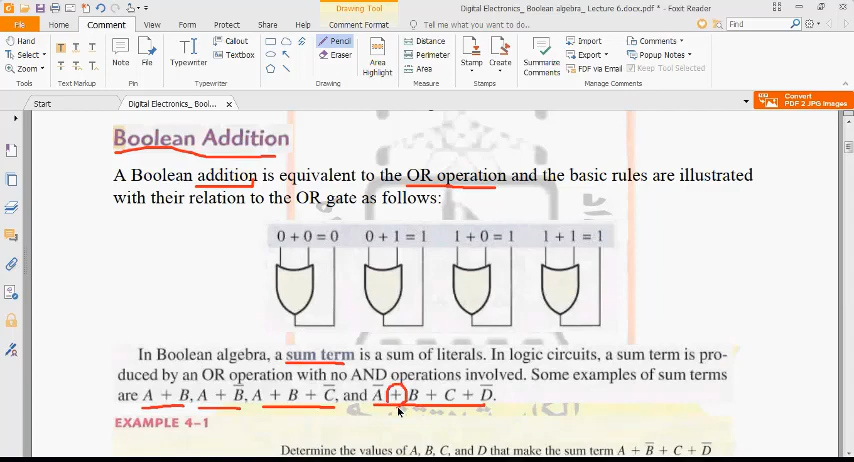 Drawing Tool
Digital Electronics_ Boolean algebra_ Lecture 6.docx.pdf * - Foxit Reader
File Home Comment View Form Protect Share Help Comment Format Tell me what you want to do... Find
Hand
Select
Zoom
Tools
Text Markup
Note
File
Pin
Typewriter
Callout
Textbox
Typewriter
Pencil
Eraser
Drawing
Area Highlight
Distance
Perimeter
Area
Measure
Stamp
Create
Stamps
Summarize Comments
Import
Export
FDF via Email
Comments
Popup Notes
Keep Tool Selected
Manage Comments
Start
Digital Electronics_ Bool...
Convert
PDF 2 JPG Images
Boolean Addition
A Boolean addition is equivalent to the OR operation and the basic rules are illustrated
with their relation to the OR gate as follows:
0 + 0 = 0 0 + 1 = 1 1 + 0 = 1 1 + 1 = 1
In Boolean algebra, a sum term is a sum of literals. In logic circuits, a sum term is pro-
duced by an OR operation with no AND operations involved. Some examples of sum terms
are A + B, A + B̅, A + B + C̅, and A̅ + B + C + D̅.
EXAMPLE 4-1
Determine the values of A, B, C, and D that make the sum term A + B̅ + C + D̅